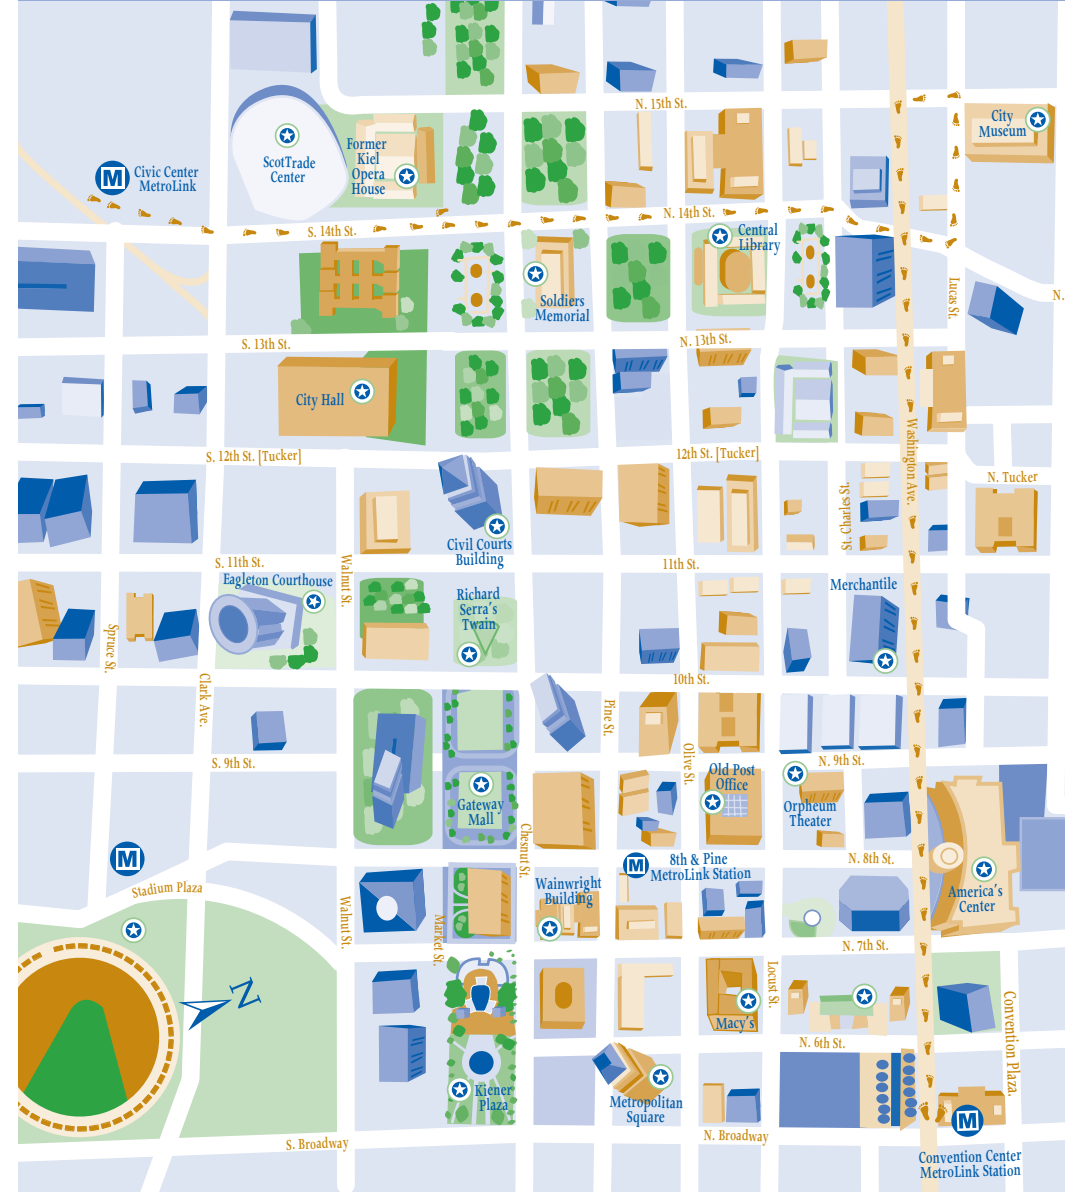 N. 15th St.
City
Museum
Former
Kiel
Opera
House
ScotTrade
Center
M
Civic Center
MetroLink
N. 14th St.
S. 14th St.
Central
Library
Soldiers
Memorial
Lucas St.
N.
S. 13th St.
N. 13th St.
City Hall
Washington Ave.
S. 12th St. [Tucker]
12th St. [Tucker]
N. Tucker
St. Charles St.
Civil Courts
Building
S. 11th St.
11th St.
Eagleton Courthouse
Walnut St.
Merchantile
Richard
Serra's
Twain
Spruce St.
Clark Ave.
10th St.
Pine St.
Olive St.
S. 9th St.
N. 9th St.
Old Post
Office
Orpheum
Theater
Gateway
Mall
Chesnut St.
M
M
8th & Pine
MetroLink Station
N. 8th St.
Stadium Plaza
Wainwright
Building
America's
Center
Walnut St.
Market St.
N. 7th St.
N
Locust St.
Macy's
Convention Plaza.
N. 6th St.
Kiener
Plaza
Metropolitan
Square
M
S. Broadway
N. Broadway
Convention Center
MetroLink Station